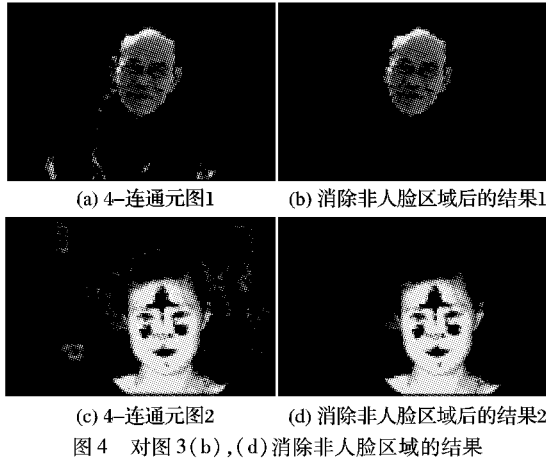 (a) 4-连通元图1
(b) 消除非人脸区域后的结果1
(c) 4-连通元图2
(d) 消除非人脸区域后的结果2
图4 对图3(b),(d)消除非人脸区域的结果